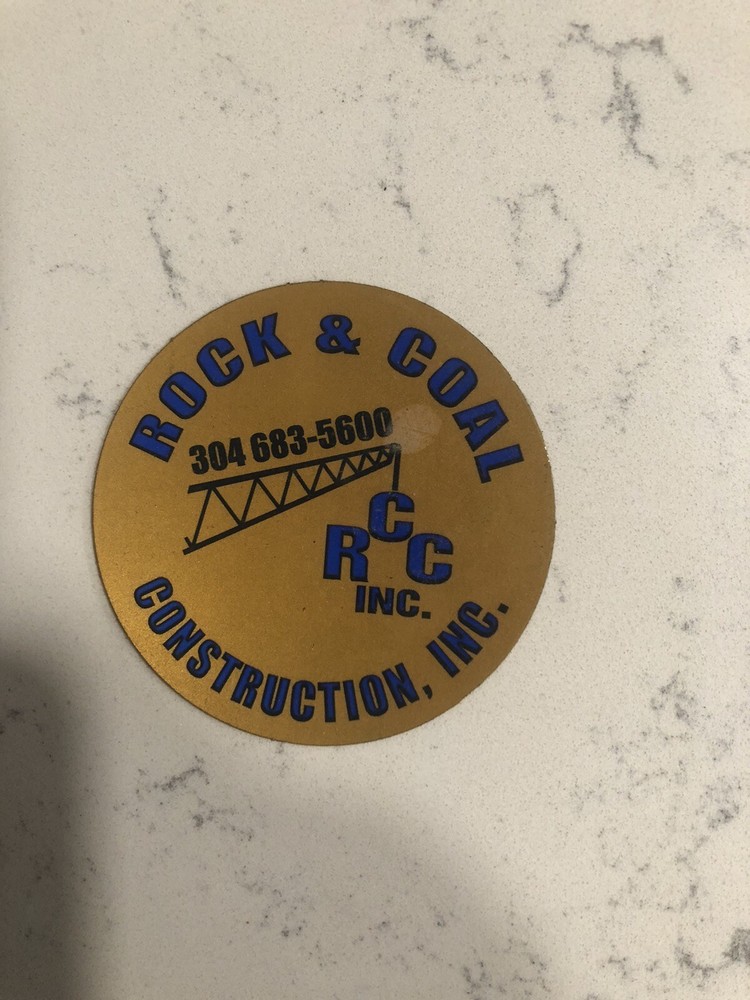 ROCK & COAL
304 683-5600
RCC
INC.
CONSTRUCTION, INC.